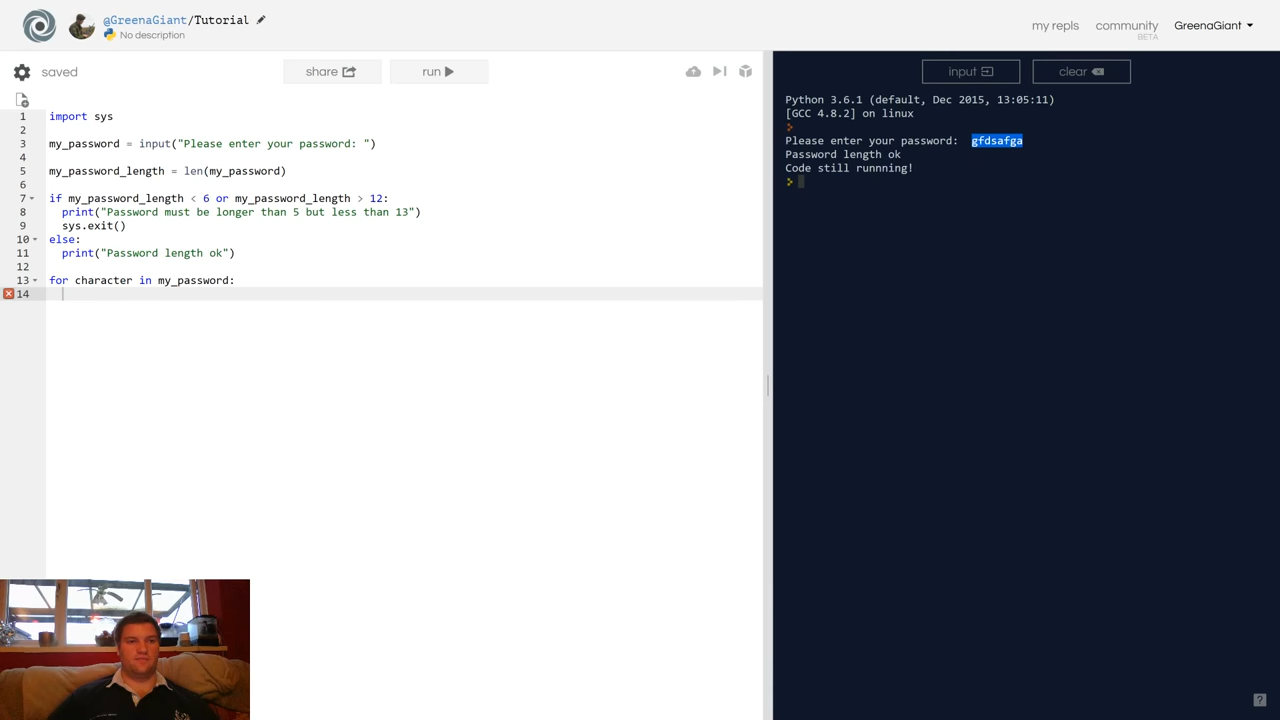 @GreenaGiant/Tutorial
No description
my repls
community
BETA
GreenaGiant
saved
share
run
input
clear
1 import sys
2
3 my_password = input("Please enter your password: ")
4
5 my_password_length = len(my_password)
6
7 if my_password_length < 6 or my_password_length > 12:
8 print("Password must be longer than 5 but less than 13")
9 sys.exit()
10 else:
11 print("Password length ok")
12
13 for character in my_password:
14
Python 3.6.1 (default, Dec 2015, 13:05:11)
[GCC 4.8.2] on linux
Please enter your password: gfdsafga
Password length ok
Code still runnning!
?